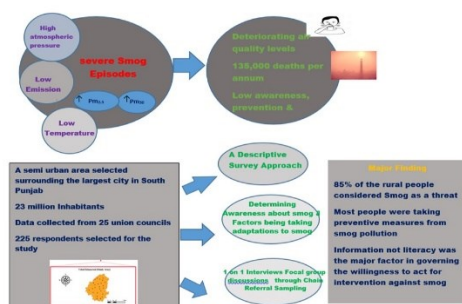 High
atmospheric
pressure
severe Smog
Episodes
Low
Emission
Low
Temperature
Deteriorating air
quality levels
136,000 deaths per
annum
Low awareness,
prevention &
A semi urban area selected
surrounding the largest city in South
Punjab
23 million Inhabitants
Data collected from 25 union councils
225 respondents selected for the
study
A Descriptive
Survey Approach
Determining
Awareness about smog &
Factors being taking
adaptations to smog
1 on 1 Interviews Focal group
discussions through Chain
Referral Sampling
Major Finding
85% of the rural people
considered Smog as a threat
Most people were taking
preventive measures from
smog pollution
Information not literacy was
the major factor in governing
the willingness to act for
intervention against smog